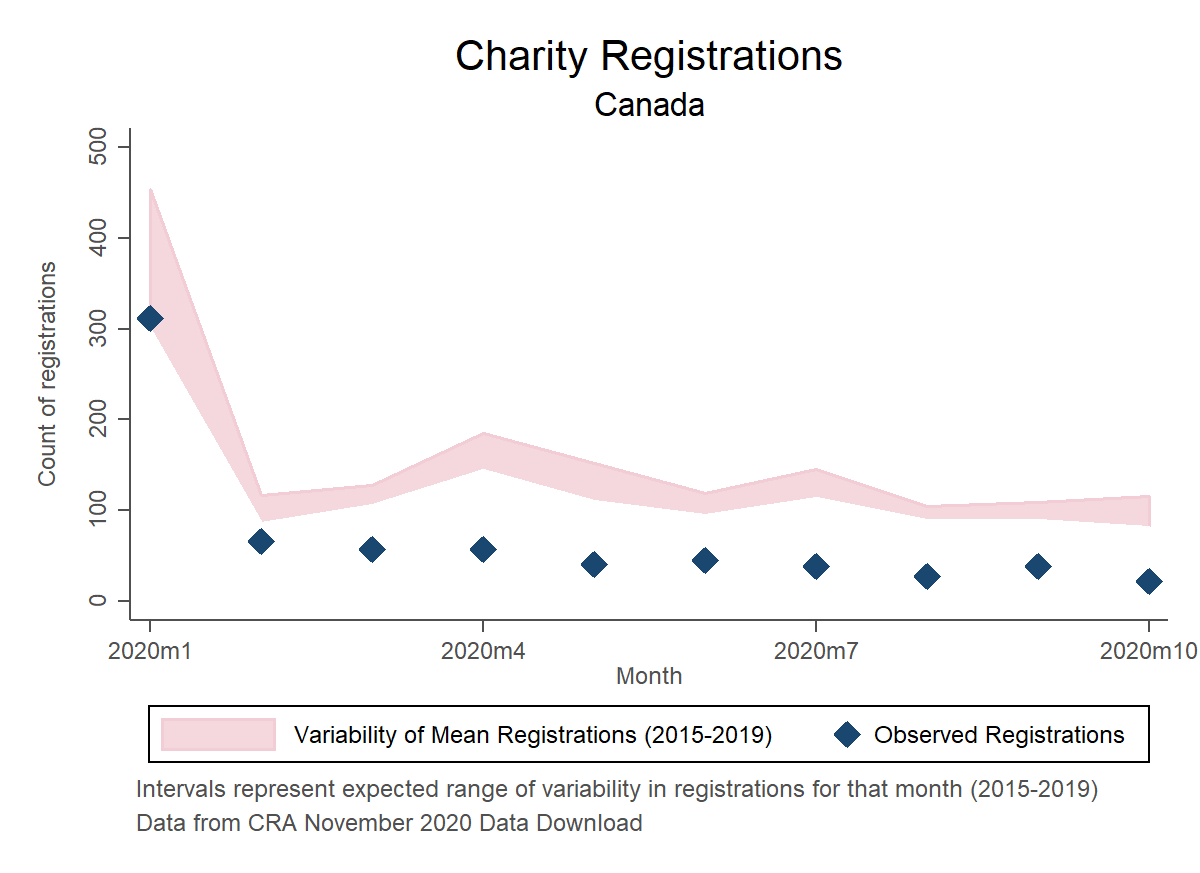 Charity Registrations
Canada
Count of registrations
500
400
300
200
100
0
2020m1 2020m4 2020m7 2020m10
Month
Variability of Mean Registrations (2015-2019) Observed Registrations
Intervals represent expected range of variability in registrations for that month (2015-2019)
Data from CRA November 2020 Data Download